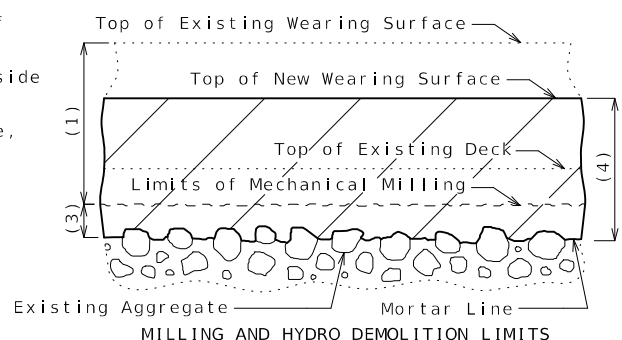 f
side
e,
Top of Existing Wearing Surface
Top of New Wearing Surface
(1)
Top of Existing Deck
(4)
Limits of Mechanical Milling
(3)
Existing Aggregate
Mortar Line
MILLING AND HYDRO DEMOLITION LIMITS